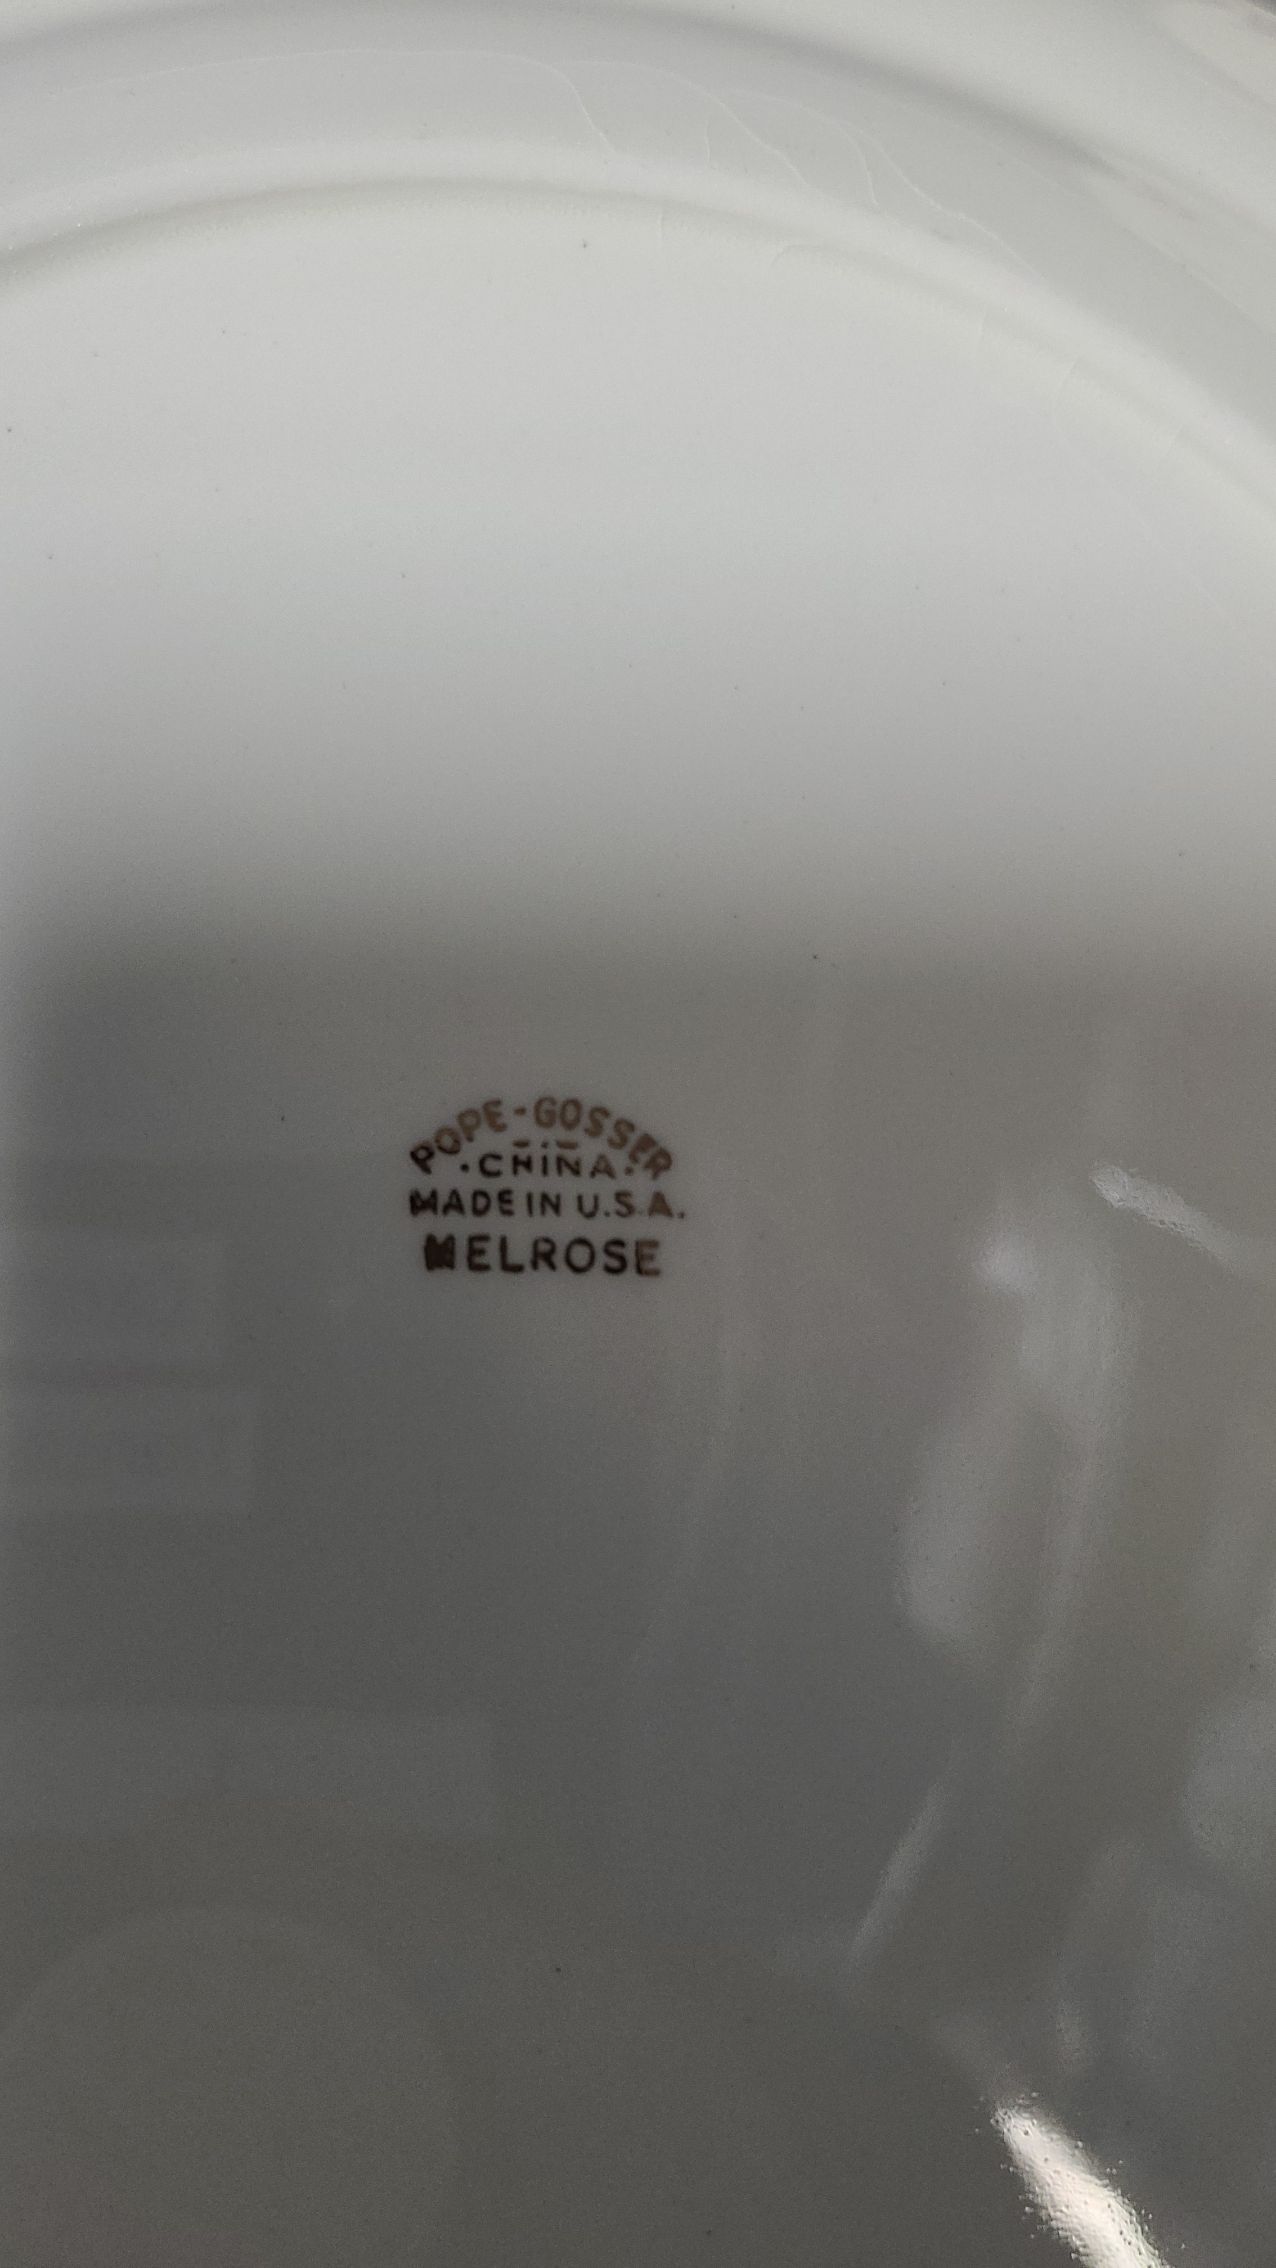 POPE-GOSSER
·CHINA·
MADE IN U.S.A.
MELROSE